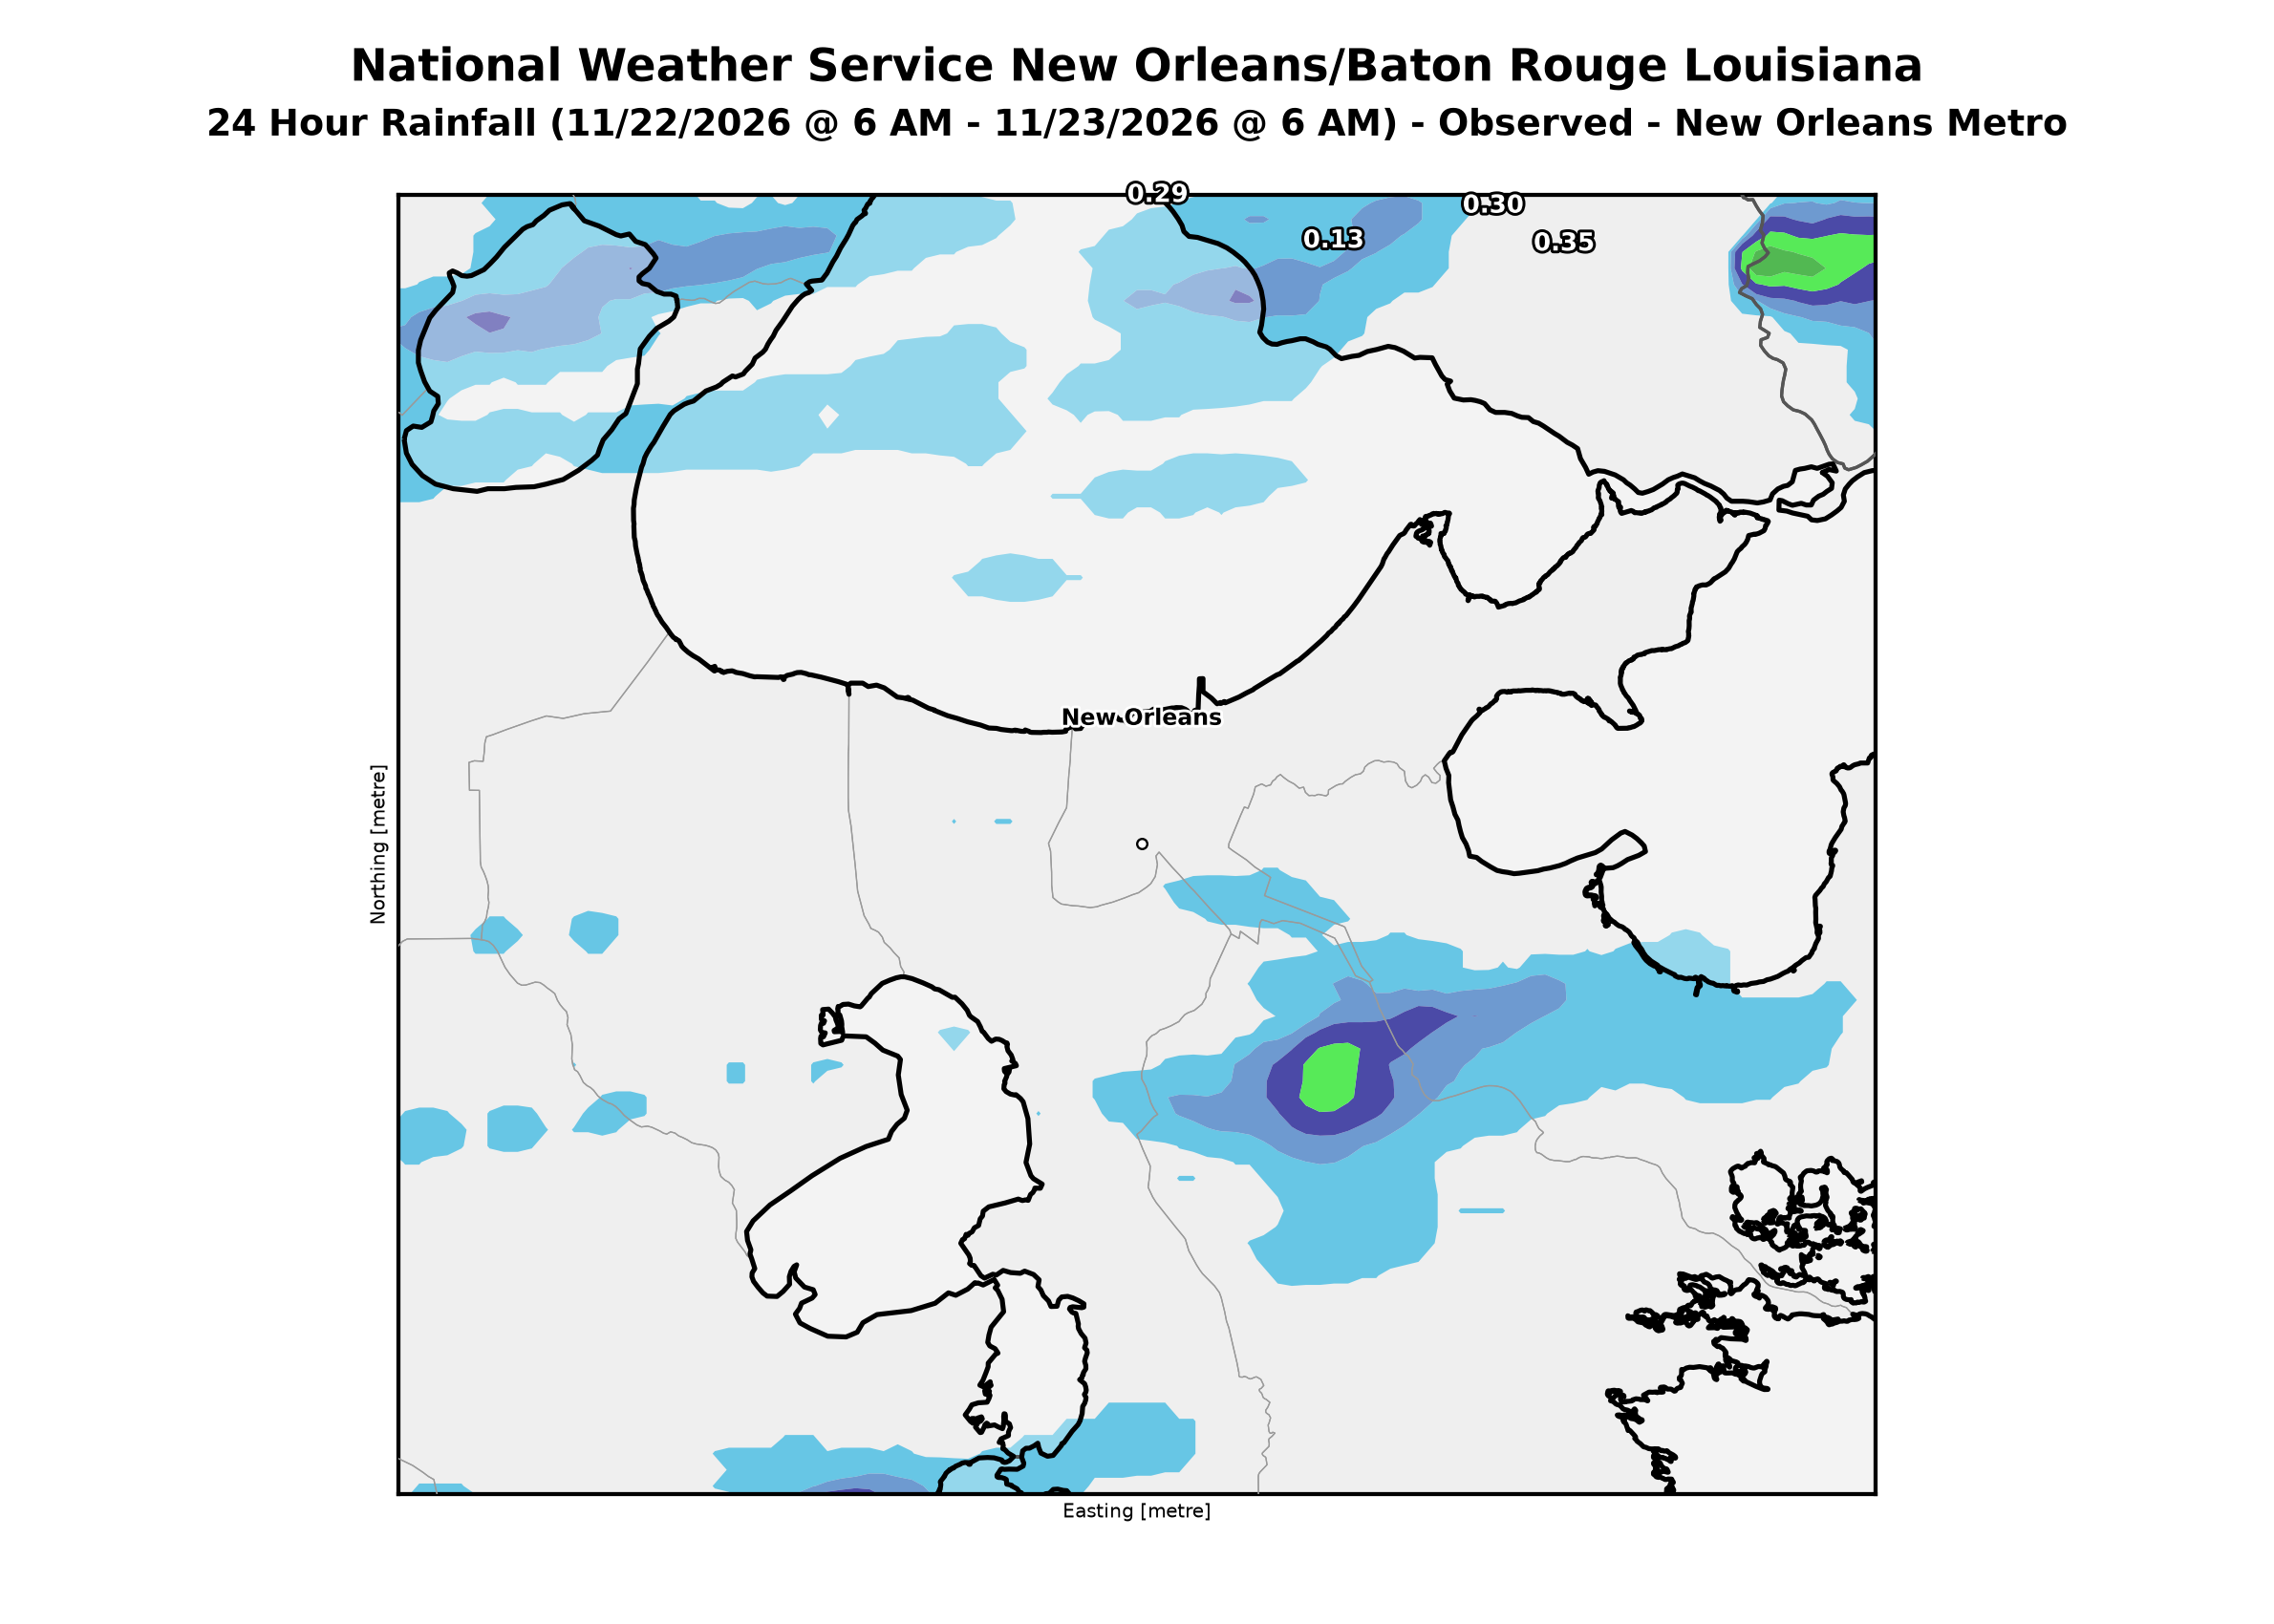 National Weather Service New Orleans/Baton Rouge Louisiana
24 Hour Rainfall (11/22/2026 @ 6 AM - 11/23/2026 @ 6 AM) - Observed - New Orleans Metro
0.29
0.30
0.13
0.35
New Orleans
Northing [metre]
Easting [metre]